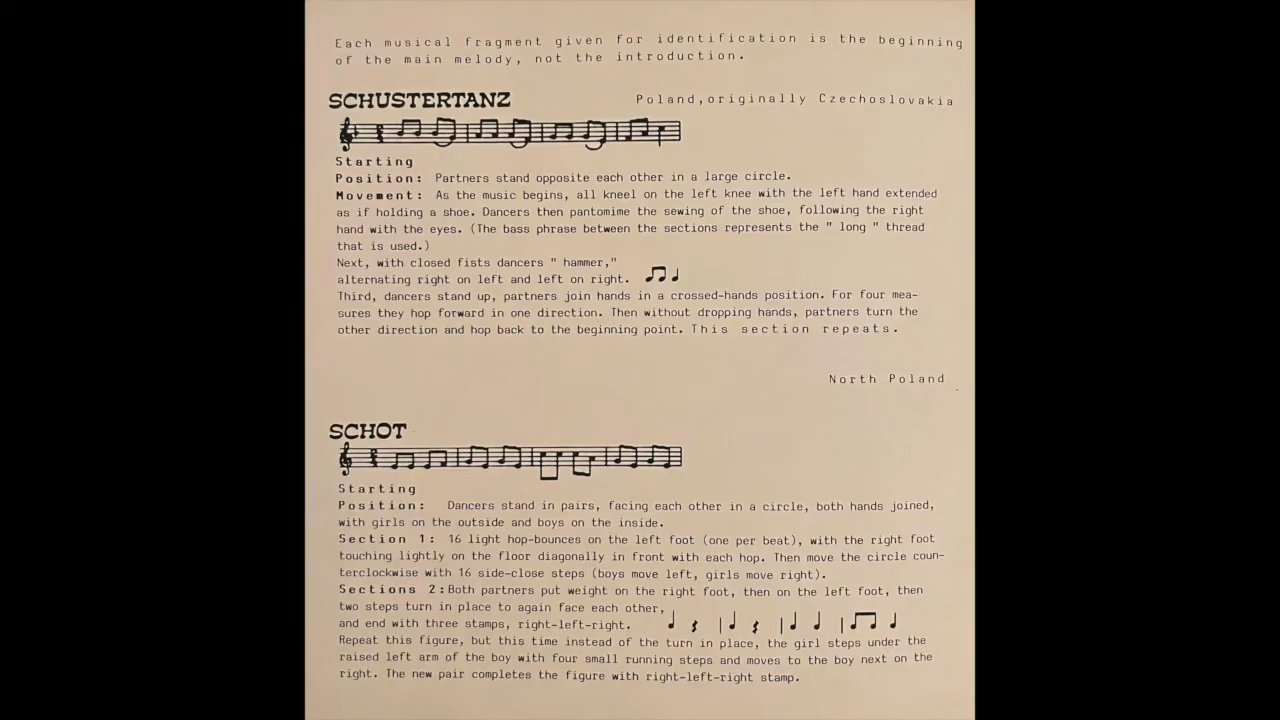 Each musical fragment given for identification is the beginning
of the main melody, not the introduction.
SCHUSTERTANZ
Poland,originally Czechoslovakia
Starting
Position: Partners stand opposite each other in a large circle.
Movement: As the music begins, all kneel on the left knee with the left hand extended
as if holding a shoe. Dancers then pantomime the sewing of the shoe, following the right
hand with the eyes. (The bass phrase between the sections represents the " long " thread
that is used.)
Next, with closed fists dancers " hammer,"
alternating right on left and left on right.
Third, dancers stand up, partners join hands in a crossed-hands position. For four mea-
sures they hop forward in one direction. Then without dropping hands, partners turn the
other direction and hop back to the beginning point. This section repeats.
North Poland
SCHOT
Starting
Position: Dancers stand in pairs, facing each other in a circle, both hands joined,
with girls on the outside and boys on the inside.
Section 1: 16 light hop-bounces on the left foot (one per beat), with the right foot
touching lightly on the floor diagonally in front with each hop. Then move the circle coun-
terclockwise with 16 side-close steps (boys move left, girls move right).
Sections 2:Both partners put weight on the right foot, then on the left foot, then
two steps turn in place to again face each other,
and end with three stamps, right-left-right.
Repeat this figure, but this time instead of the turn in place, the girl steps under the
raised left arm of the boy with four small running steps and moves to the boy next on the
right. The new pair completes the figure with right-left-right stamp.